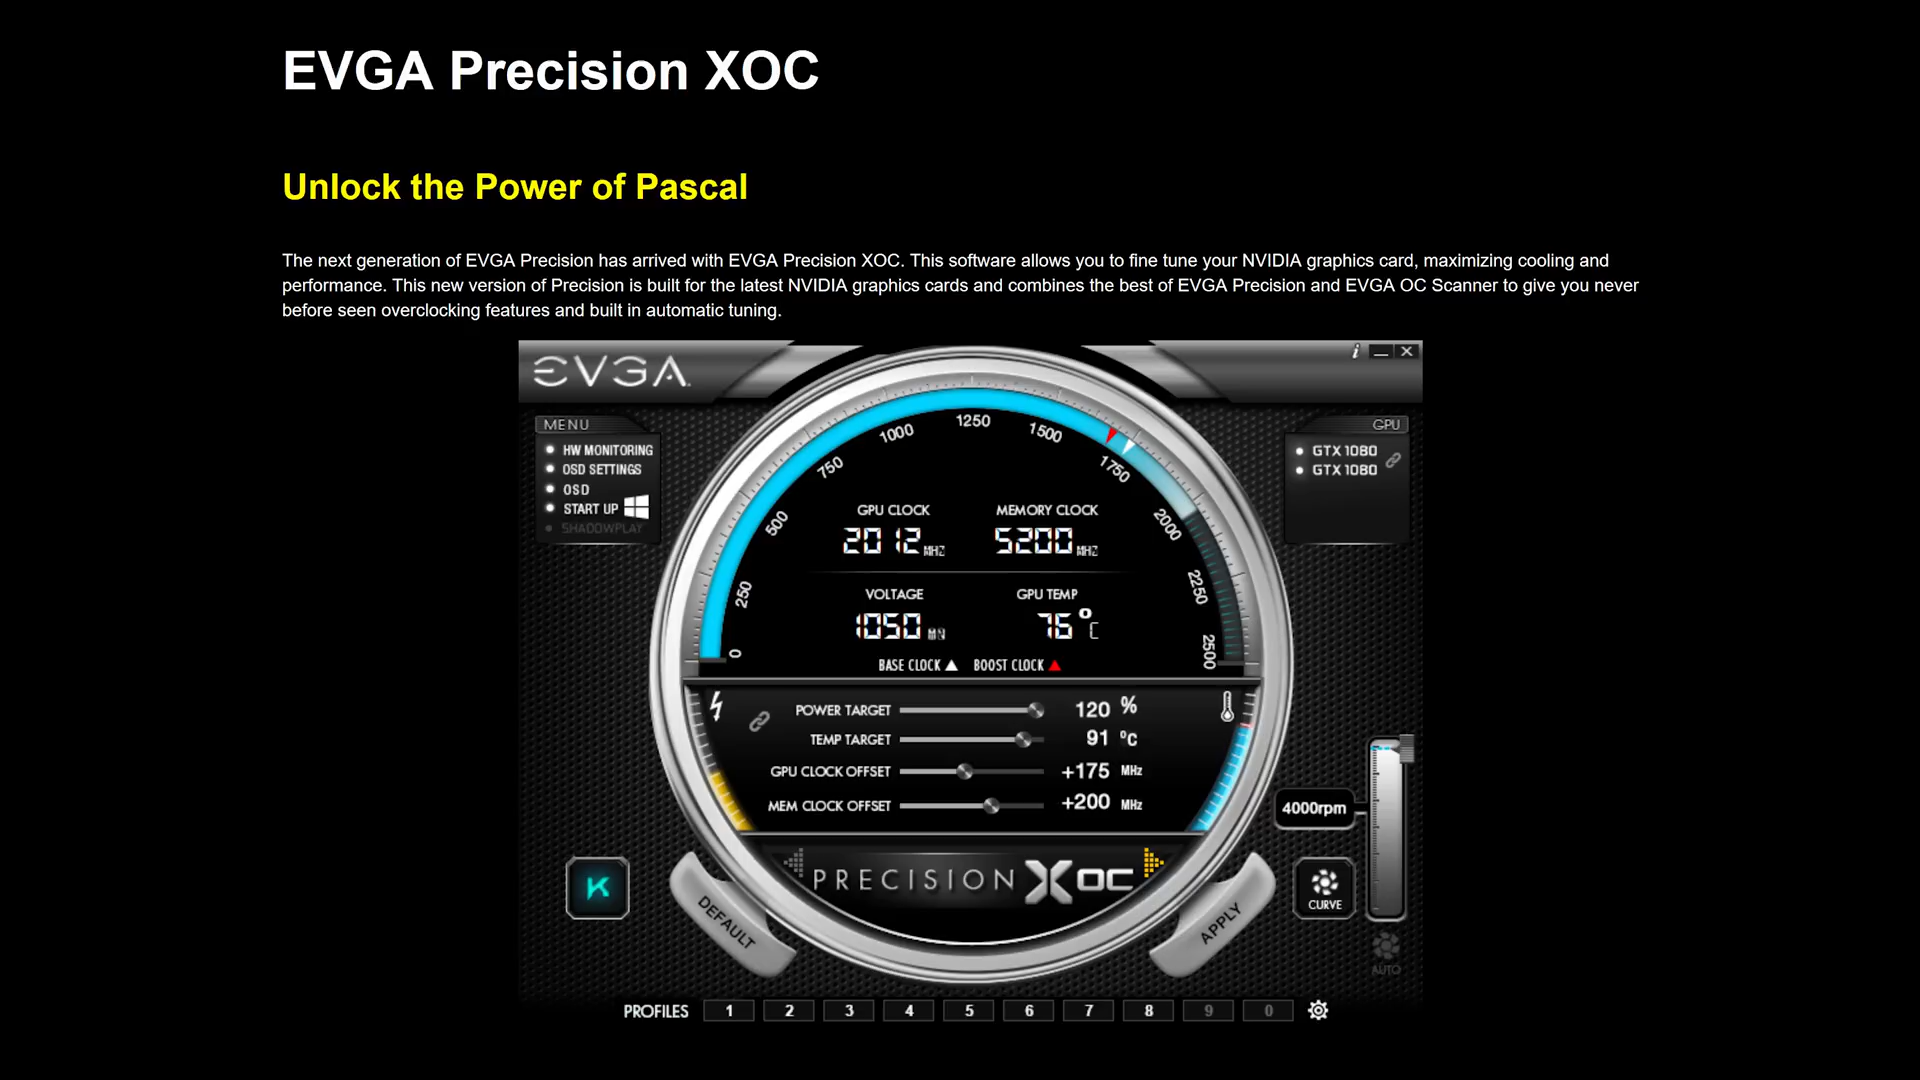 EVGA Precision XOC
Unlock the Power of Pascal
The next generation of EVGA Precision has arrived with EVGA Precision XOC. This software allows you to fine tune your NVIDIA graphics card, maximizing cooling and
performance. This new version of Precision is built for the latest NVIDIA graphics cards and combines the best of EVGA Precision and EVGA OC Scanner to give you never
before seen overclocking features and built in automatic tuning.
EVGA
i
MENU
HW MONITORING
OSD SETTINGS
OSD
START UP
SHADOWPLAY
GPU
GTX 1080
GTX 1080
0 250 500 750 1000 1250 1500 1750 2000 2250 2500
GPU CLOCK MEMORY CLOCK
2012 MHZ 5200 MHZ
VOLTAGE GPU TEMP
1050 76 °C
BASE CLOCK BOOST CLOCK
POWER TARGET 120 %
TEMP TARGET 91 °C
GPU CLOCK OFFSET +175 MHz
MEM CLOCK OFFSET +200 MHz
4000rpm
PRECISION XOC
K
DEFAULT
APPLY
CURVE
AUTO
PROFILES 1 2 3 4 5 6 7 8 9 0